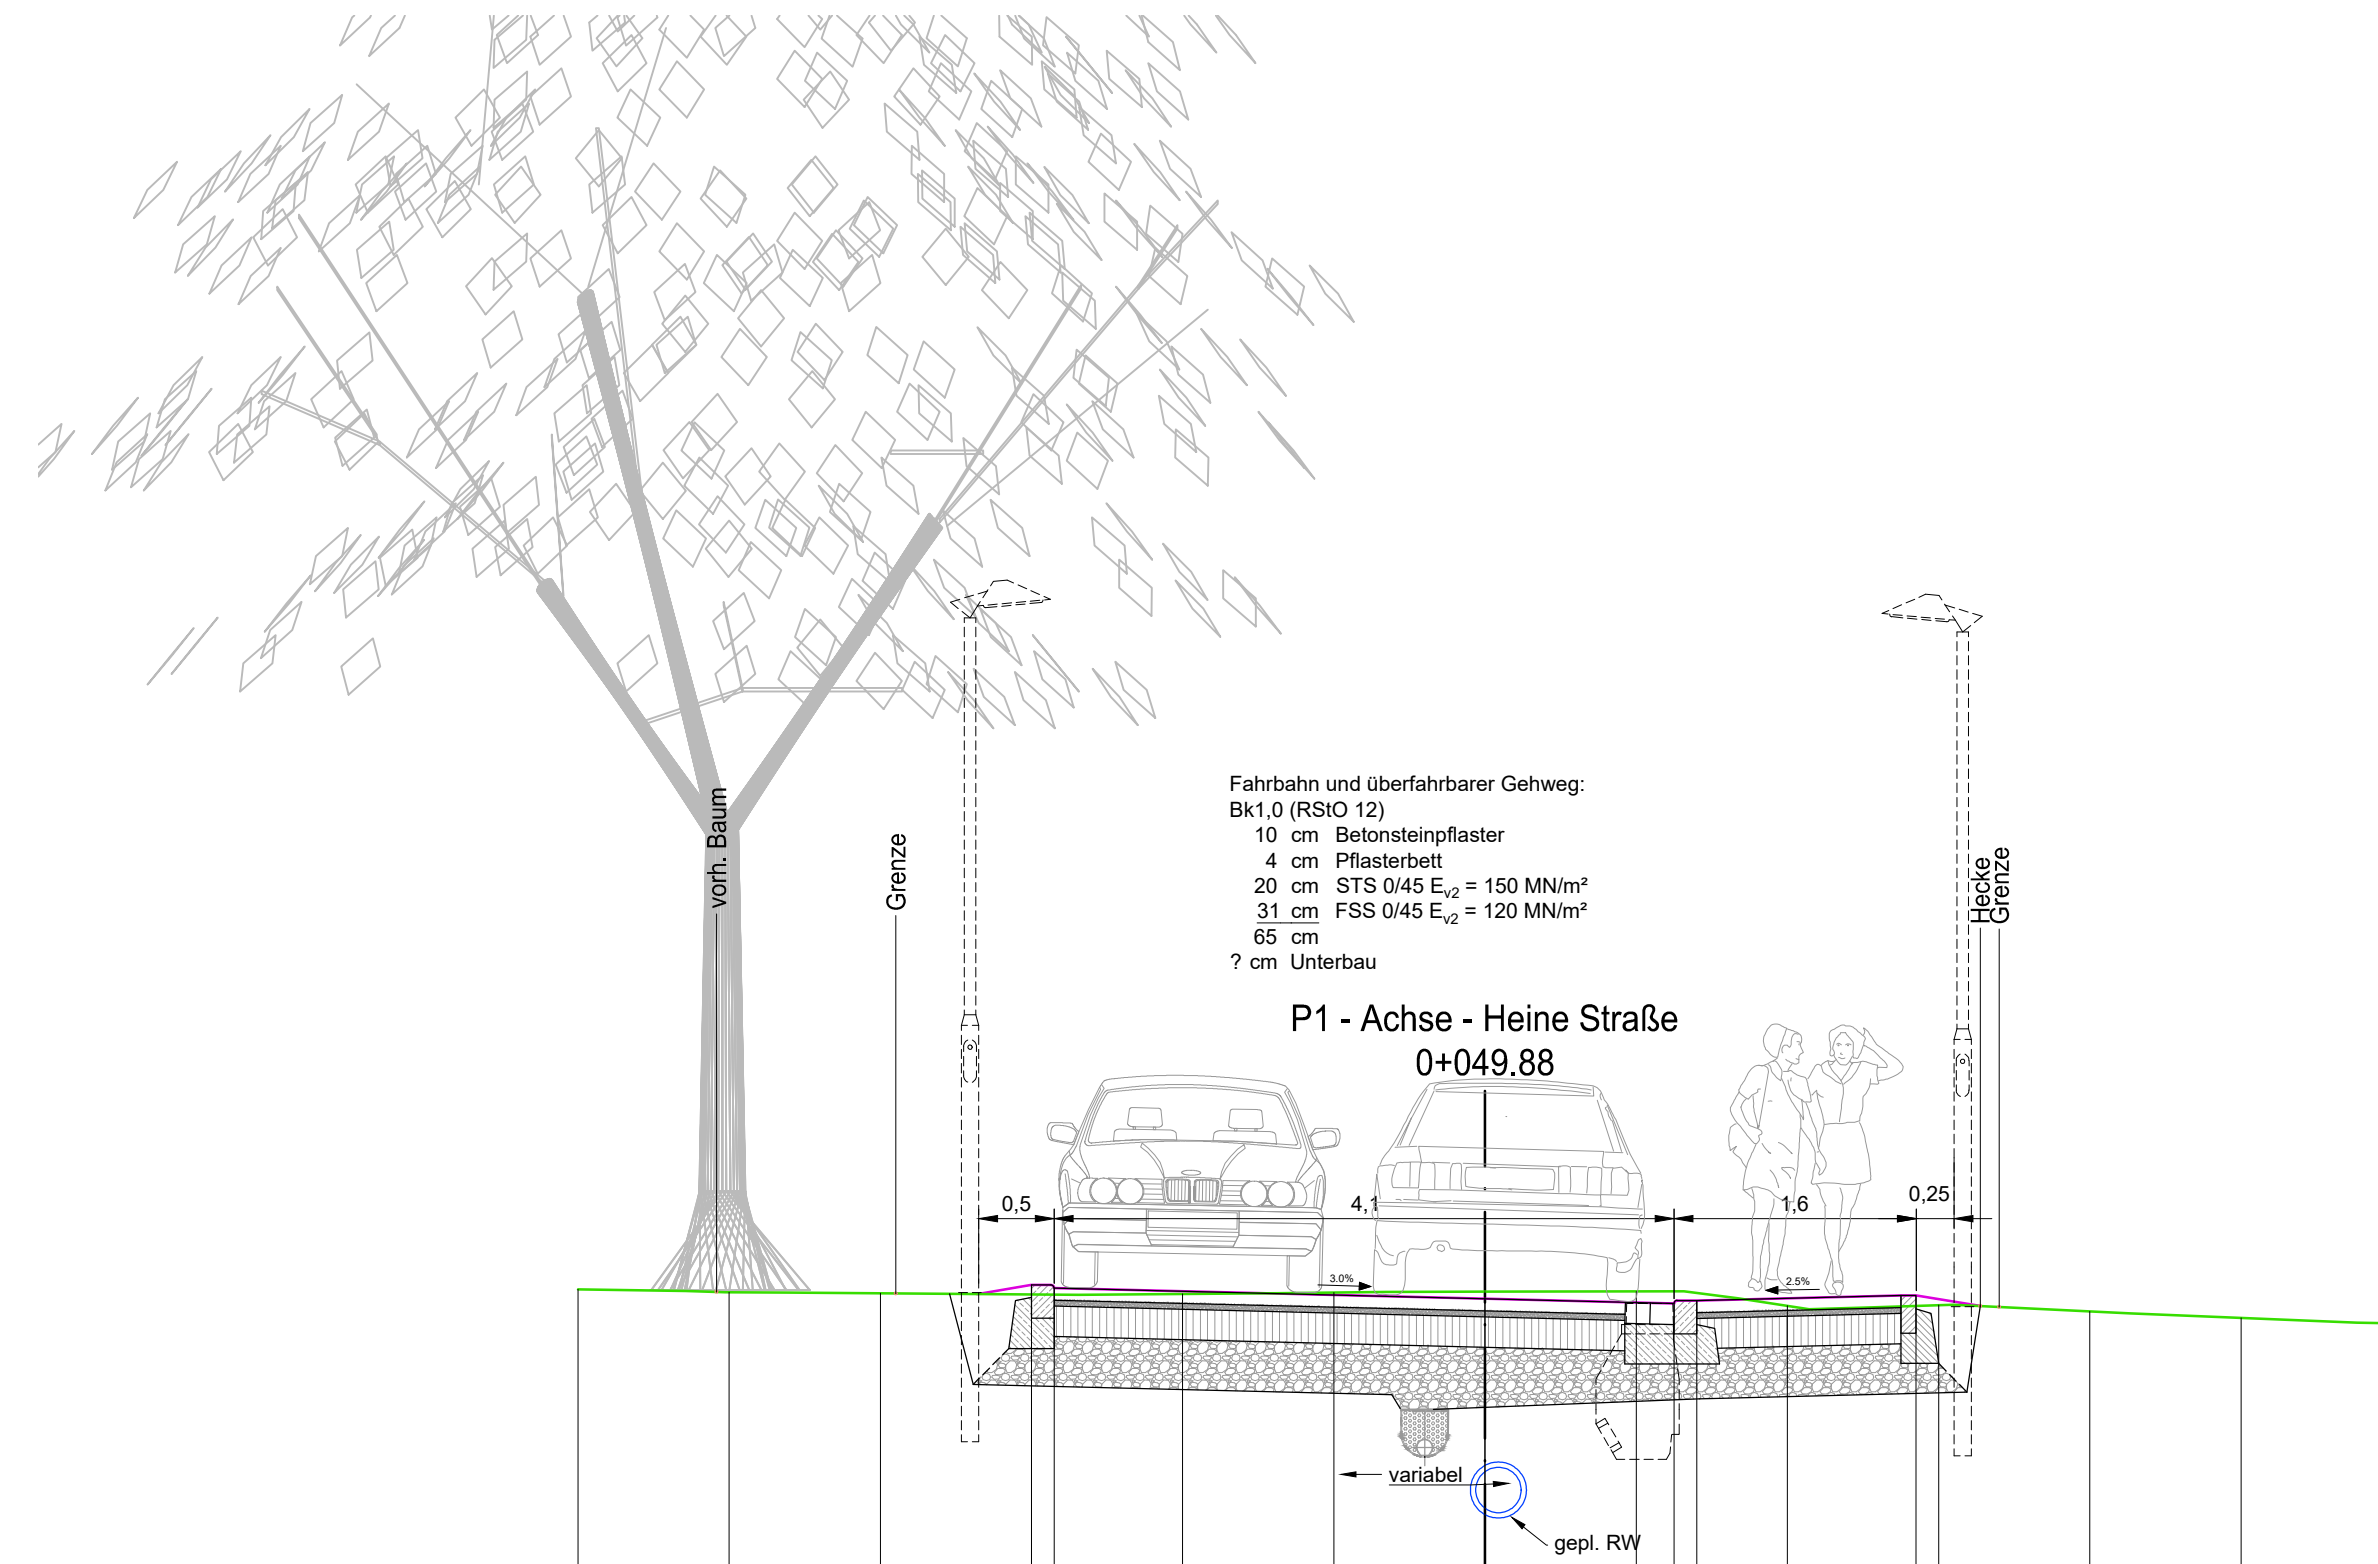 Fahrbahn und überfahrbarer Gehweg:
Bk1,0 (RStO 12)
10 cm Betonsteinpflaster
4 cm Pflasterbett
20 cm STS 0/45 Ev2 = 150 MN/m²
31 cm FSS 0/45 Ev2 = 120 MN/m²
65 cm
? cm Unterbau
vorh. Baum
Grenze
Hecke
Grenze
P1 - Achse - Heine Straße
0+049.88
0,5
4,1
1,6
0,25
3.0%
2.5%
variabel
gepl. RW